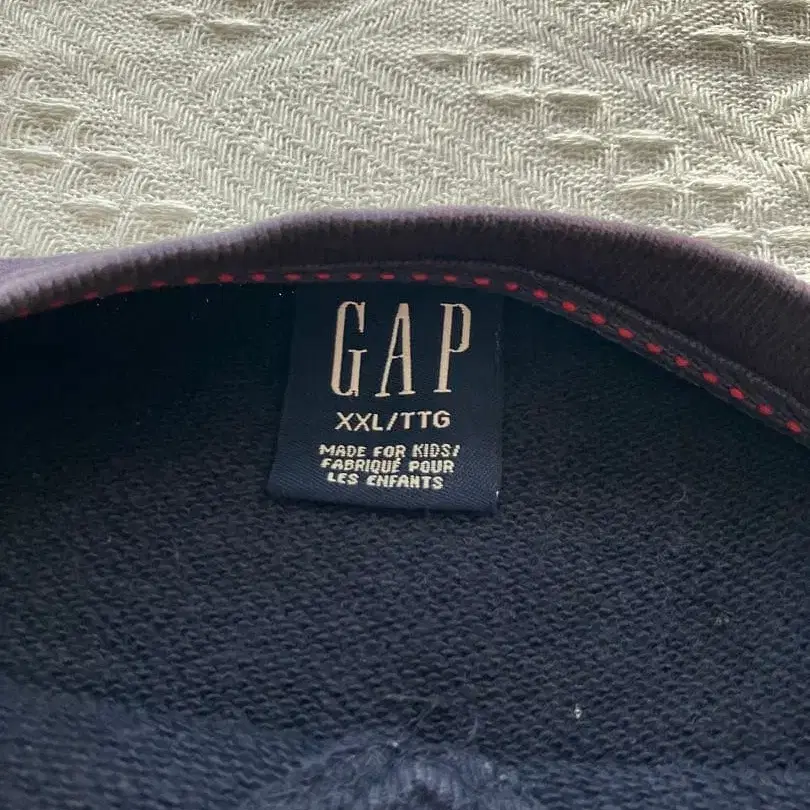 GAP
XXL/TTG
MADE FOR KIDS/
FABRIQUÉ POUR
LES ENFANTS